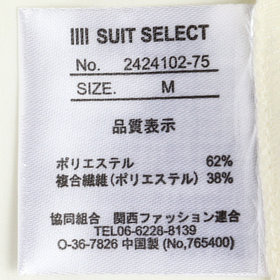 IIII SUIT SELECT
No. 2424102-75
SIZE. M
品質表示
ポリエステル 62%
複合繊維(ポリエステル) 38%
協同組合 関西ファッション連合
TEL06-6228-8139
O-36-7826 中国製 (No,765400)